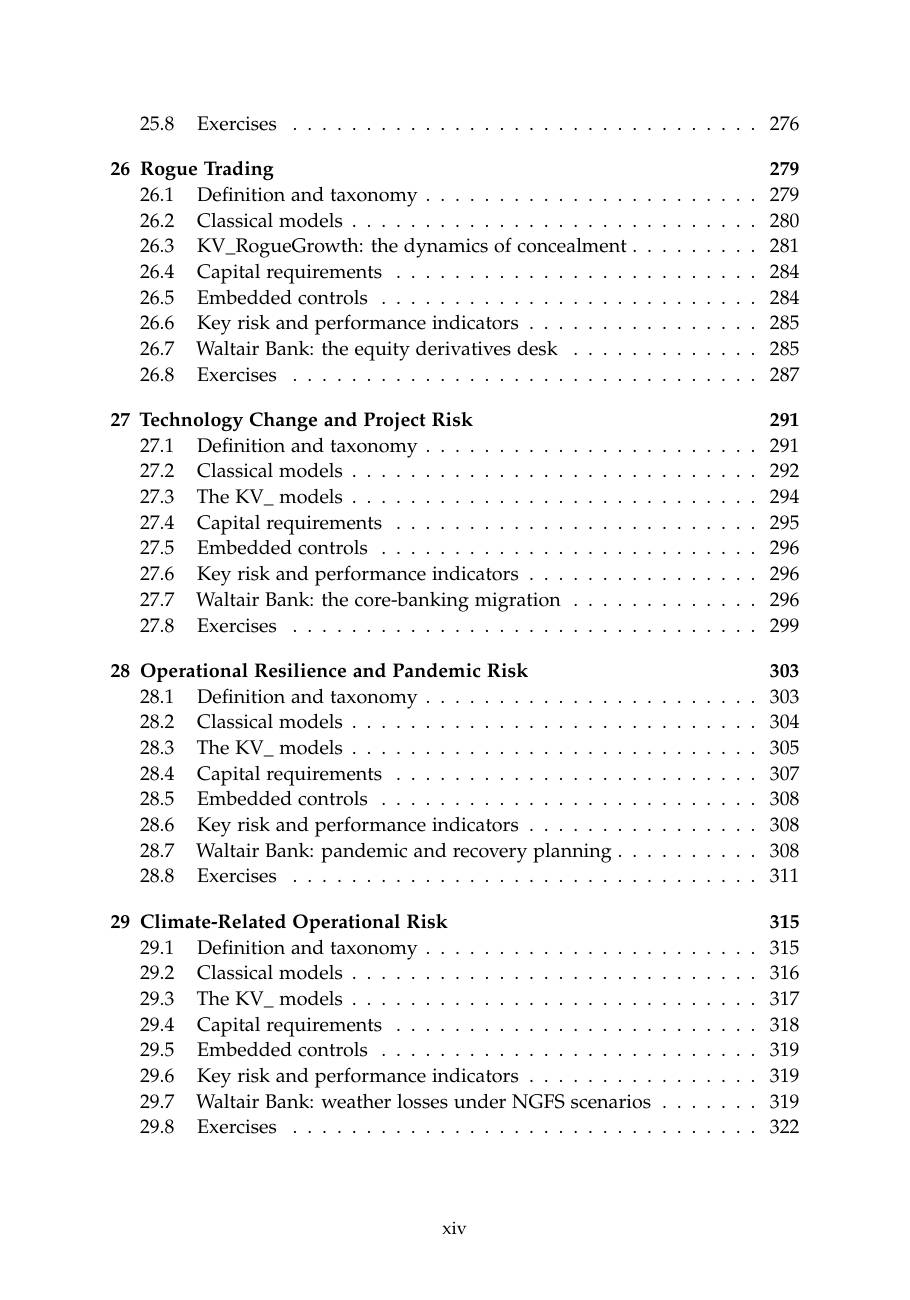 25.8 Exercises . . . . . . . . . . . . . . . . . . . . . . . . . . . . . . . . 276
26 Rogue Trading 279
26.1 Definition and taxonomy . . . . . . . . . . . . . . . . . . . . . . . 279
26.2 Classical models . . . . . . . . . . . . . . . . . . . . . . . . . . . . 280
26.3 KV_RogueGrowth: the dynamics of concealment . . . . . . . . . 281
26.4 Capital requirements . . . . . . . . . . . . . . . . . . . . . . . . . 284
26.5 Embedded controls . . . . . . . . . . . . . . . . . . . . . . . . . . 284
26.6 Key risk and performance indicators . . . . . . . . . . . . . . . . 285
26.7 Waltair Bank: the equity derivatives desk . . . . . . . . . . . . . 285
26.8 Exercises . . . . . . . . . . . . . . . . . . . . . . . . . . . . . . . . 287
27 Technology Change and Project Risk 291
27.1 Definition and taxonomy . . . . . . . . . . . . . . . . . . . . . . . 291
27.2 Classical models . . . . . . . . . . . . . . . . . . . . . . . . . . . . 292
27.3 The KV_ models . . . . . . . . . . . . . . . . . . . . . . . . . . . . 294
27.4 Capital requirements . . . . . . . . . . . . . . . . . . . . . . . . . 295
27.5 Embedded controls . . . . . . . . . . . . . . . . . . . . . . . . . . 296
27.6 Key risk and performance indicators . . . . . . . . . . . . . . . . 296
27.7 Waltair Bank: the core-banking migration . . . . . . . . . . . . . 296
27.8 Exercises . . . . . . . . . . . . . . . . . . . . . . . . . . . . . . . . 299
28 Operational Resilience and Pandemic Risk 303
28.1 Definition and taxonomy . . . . . . . . . . . . . . . . . . . . . . . 303
28.2 Classical models . . . . . . . . . . . . . . . . . . . . . . . . . . . . 304
28.3 The KV_ models . . . . . . . . . . . . . . . . . . . . . . . . . . . . 305
28.4 Capital requirements . . . . . . . . . . . . . . . . . . . . . . . . . 307
28.5 Embedded controls . . . . . . . . . . . . . . . . . . . . . . . . . . 308
28.6 Key risk and performance indicators . . . . . . . . . . . . . . . . 308
28.7 Waltair Bank: pandemic and recovery planning . . . . . . . . . . 308
28.8 Exercises . . . . . . . . . . . . . . . . . . . . . . . . . . . . . . . . 311
29 Climate-Related Operational Risk 315
29.1 Definition and taxonomy . . . . . . . . . . . . . . . . . . . . . . . 315
29.2 Classical models . . . . . . . . . . . . . . . . . . . . . . . . . . . . 316
29.3 The KV_ models . . . . . . . . . . . . . . . . . . . . . . . . . . . . 317
29.4 Capital requirements . . . . . . . . . . . . . . . . . . . . . . . . . 318
29.5 Embedded controls . . . . . . . . . . . . . . . . . . . . . . . . . . 319
29.6 Key risk and performance indicators . . . . . . . . . . . . . . . . 319
29.7 Waltair Bank: weather losses under NGFS scenarios . . . . . . . 319
29.8 Exercises . . . . . . . . . . . . . . . . . . . . . . . . . . . . . . . . 322
xiv